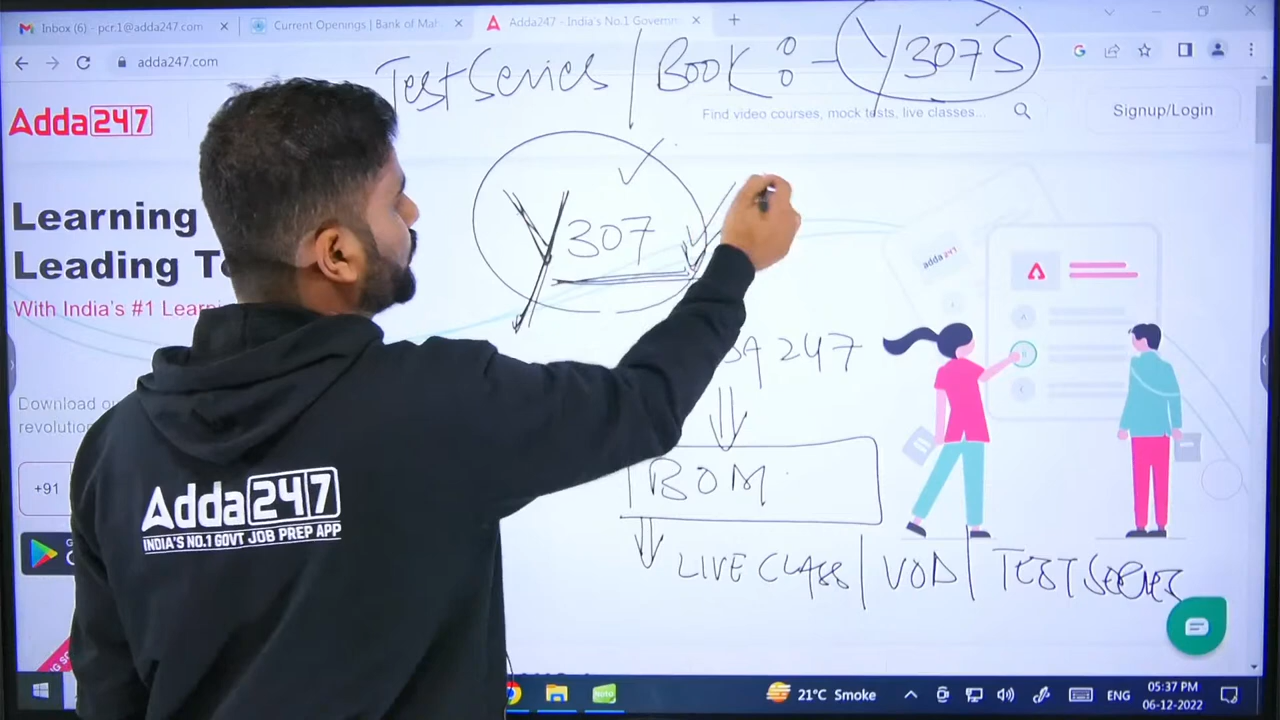 Inbox (6) - pcr.1@adda247.com
Current Openings | Bank of Mah
Adda247 - India's No.1 Governm
adda247.com
Test Series / Book : - Y307S
Adda247
Find video courses, mock tests, live classes...
Signup/Login
Learning
Leading T
With India's #1 Learni
Y307
adda247
247
Download ou
revolution
BOM
+91
Adda247
INDIA'S NO.1 GOVT JOB PREP APP
LIVE CLASS | VOD | TEST SERIES
21°C Smoke
ENG
05:37 PM
06-12-2022